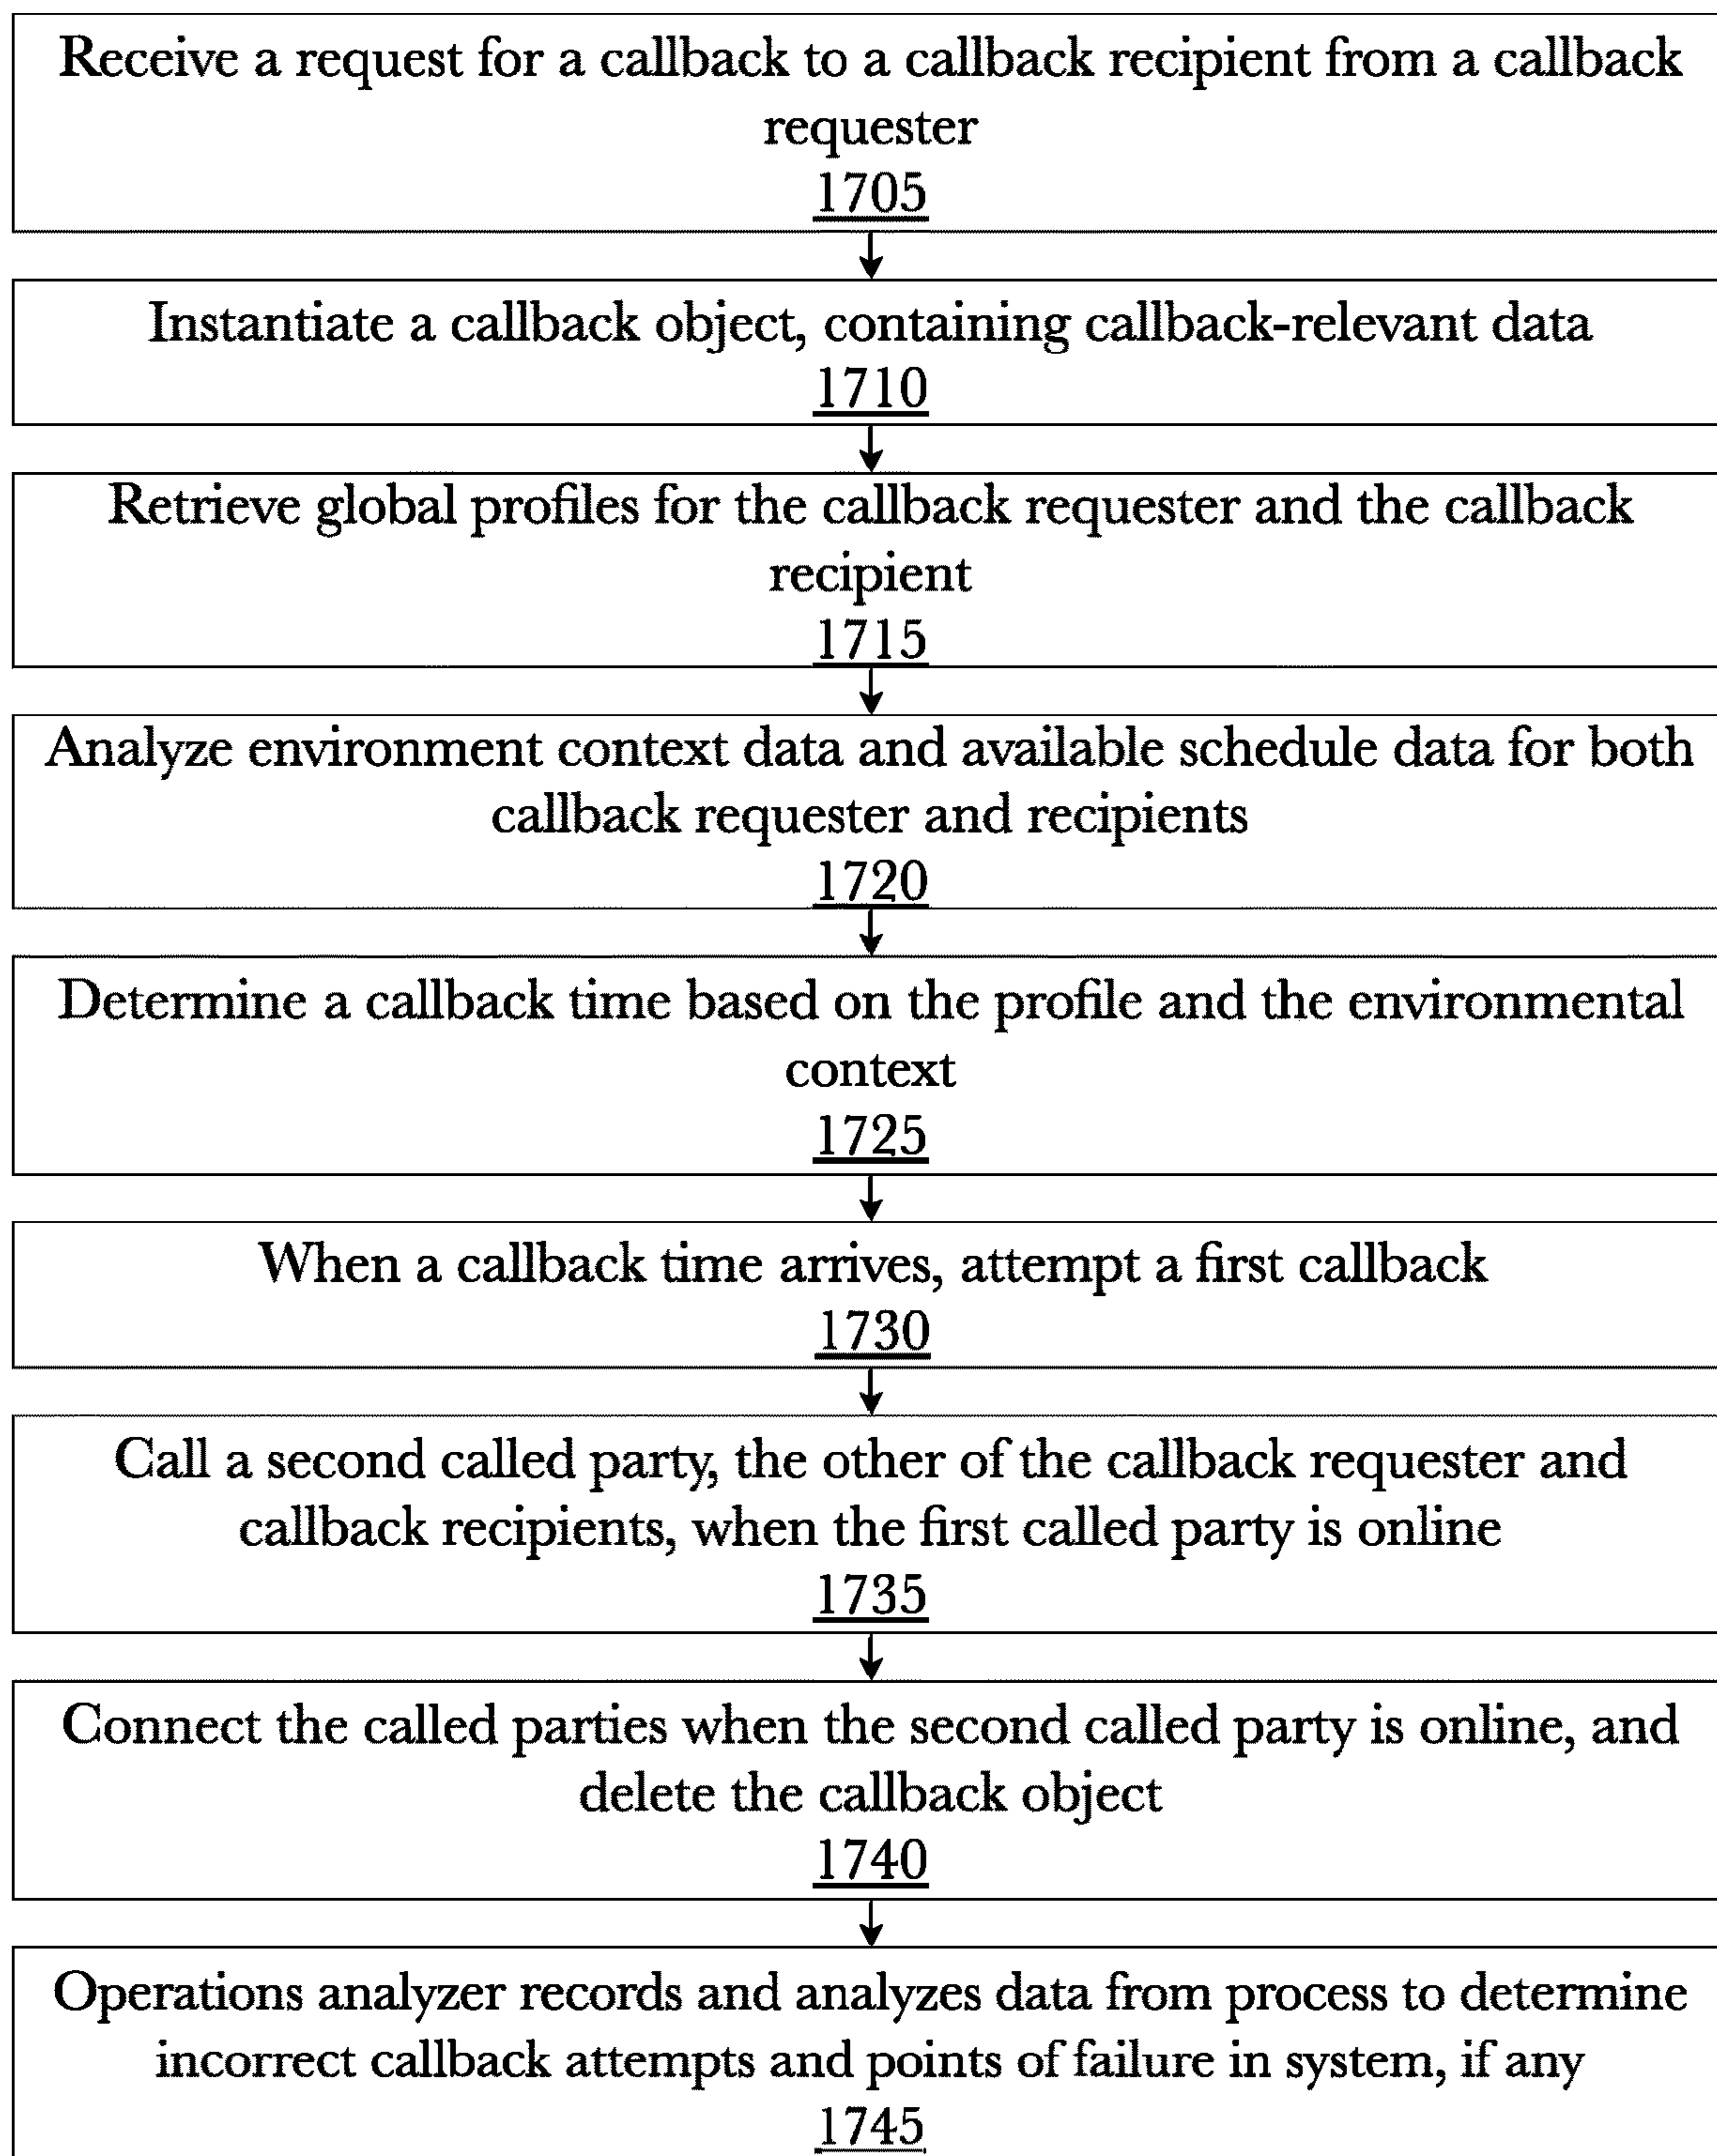 Receive a request for a callback to a callback recipient from a callback
requester
1705
Instantiate a callback object, containing callback-relevant data
1710
Retrieve global profiles for the callback requester and the callback
recipient
1715
Analyze environment context data and available schedule data for both
callback requester and recipients
1720
Determine a callback time based on the profile and the environmental
context
1725
When a callback time arrives, attempt a first callback
1730
Call a second called party, the other of the callback requester and
callback recipients, when the first called party is online
1735
Connect the called parties when the second called party is online, and
delete the callback object
1740
Operations analyzer records and analyzes data from process to determine
incorrect callback attempts and points of failure in system, if any
1745